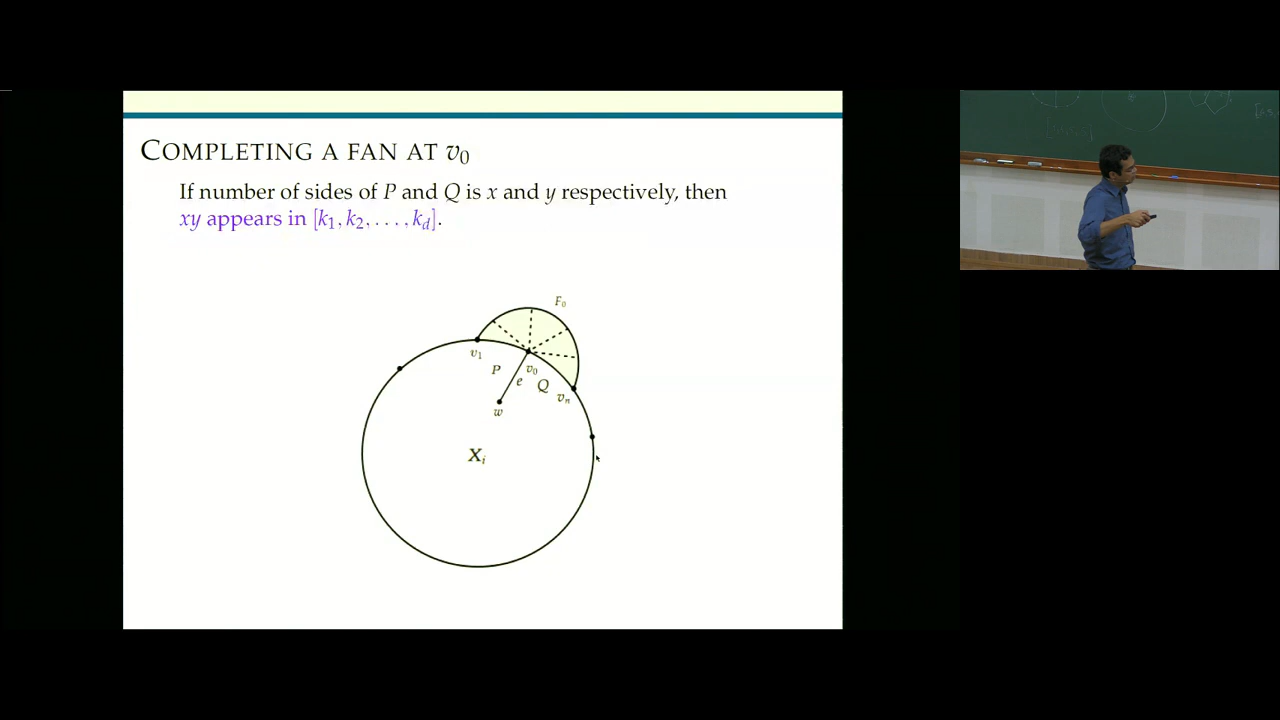 COMPLETING A FAN AT v₀
If number of sides of P and Q is x and y respectively, then
xy appears in [k₁, k₂, . . . , k_d].
F₀
v₁
P
v₀
e
Q
vₙ
w
Xᵢ